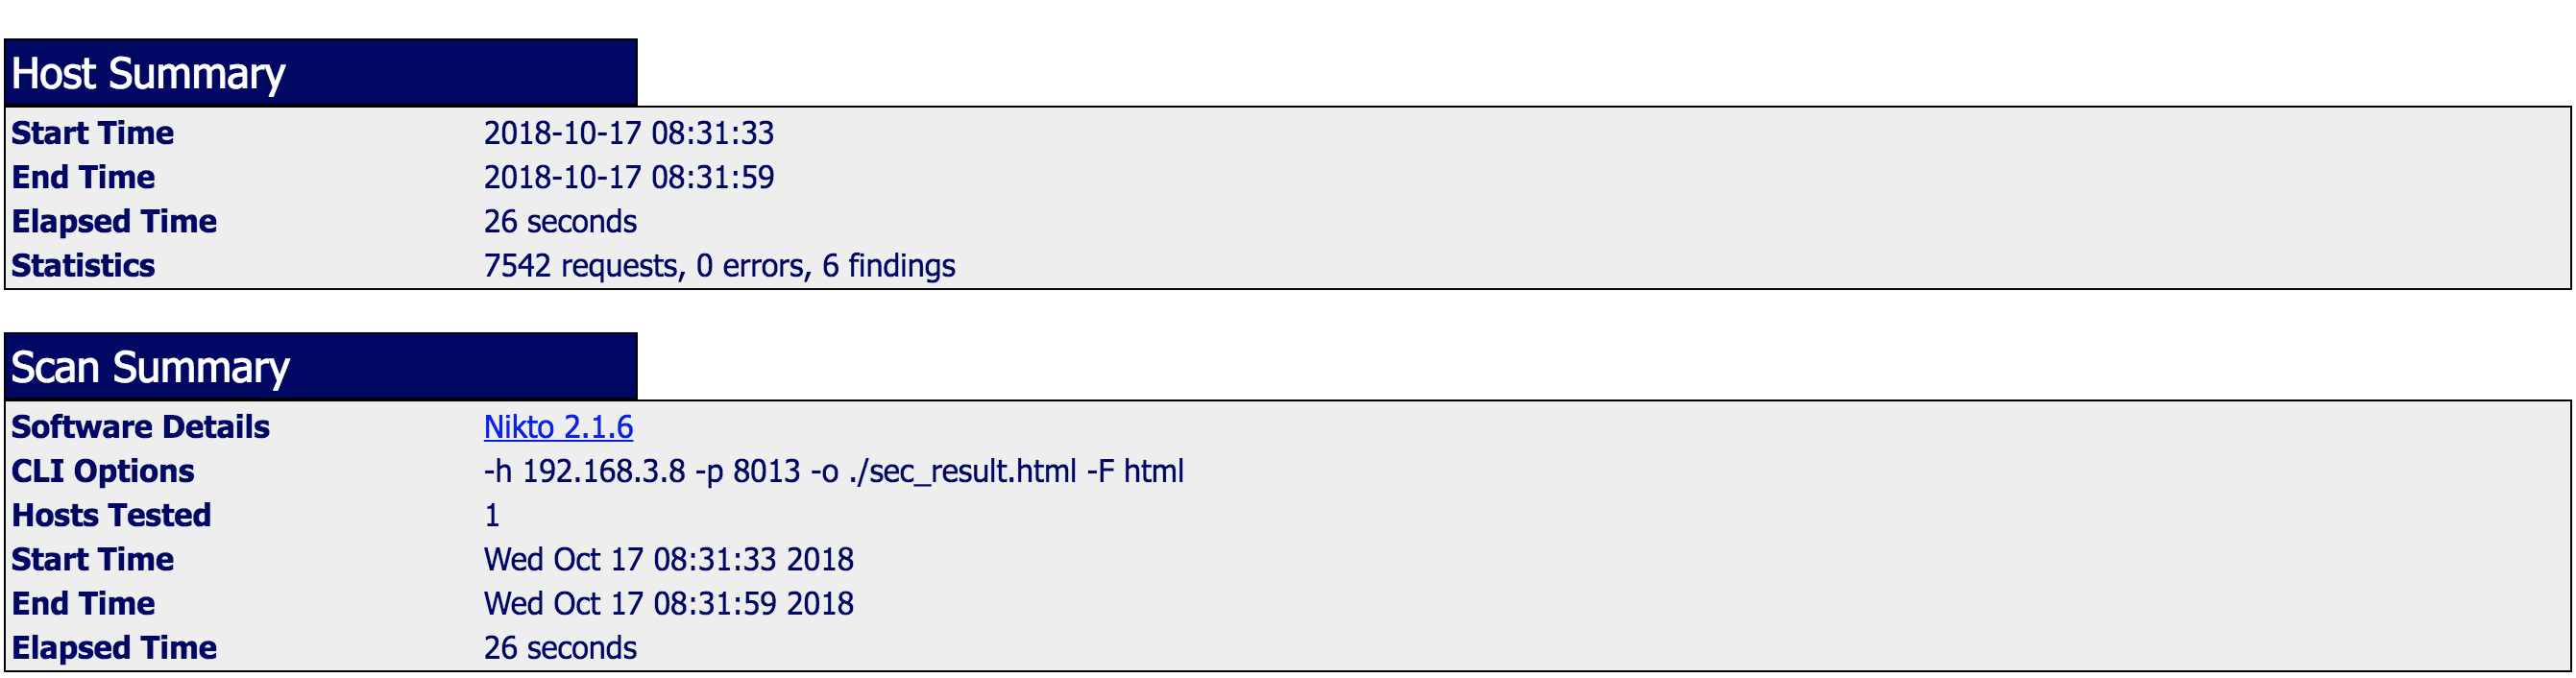 Host Summary
Start Time 2018-10-17 08:31:33
End Time 2018-10-17 08:31:59
Elapsed Time 26 seconds
Statistics 7542 requests, 0 errors, 6 findings
Scan Summary
Software Details Nikto 2.1.6
CLI Options -h 192.168.3.8 -p 8013 -o ./sec_result.html -F html
Hosts Tested 1
Start Time Wed Oct 17 08:31:33 2018
End Time Wed Oct 17 08:31:59 2018
Elapsed Time 26 seconds